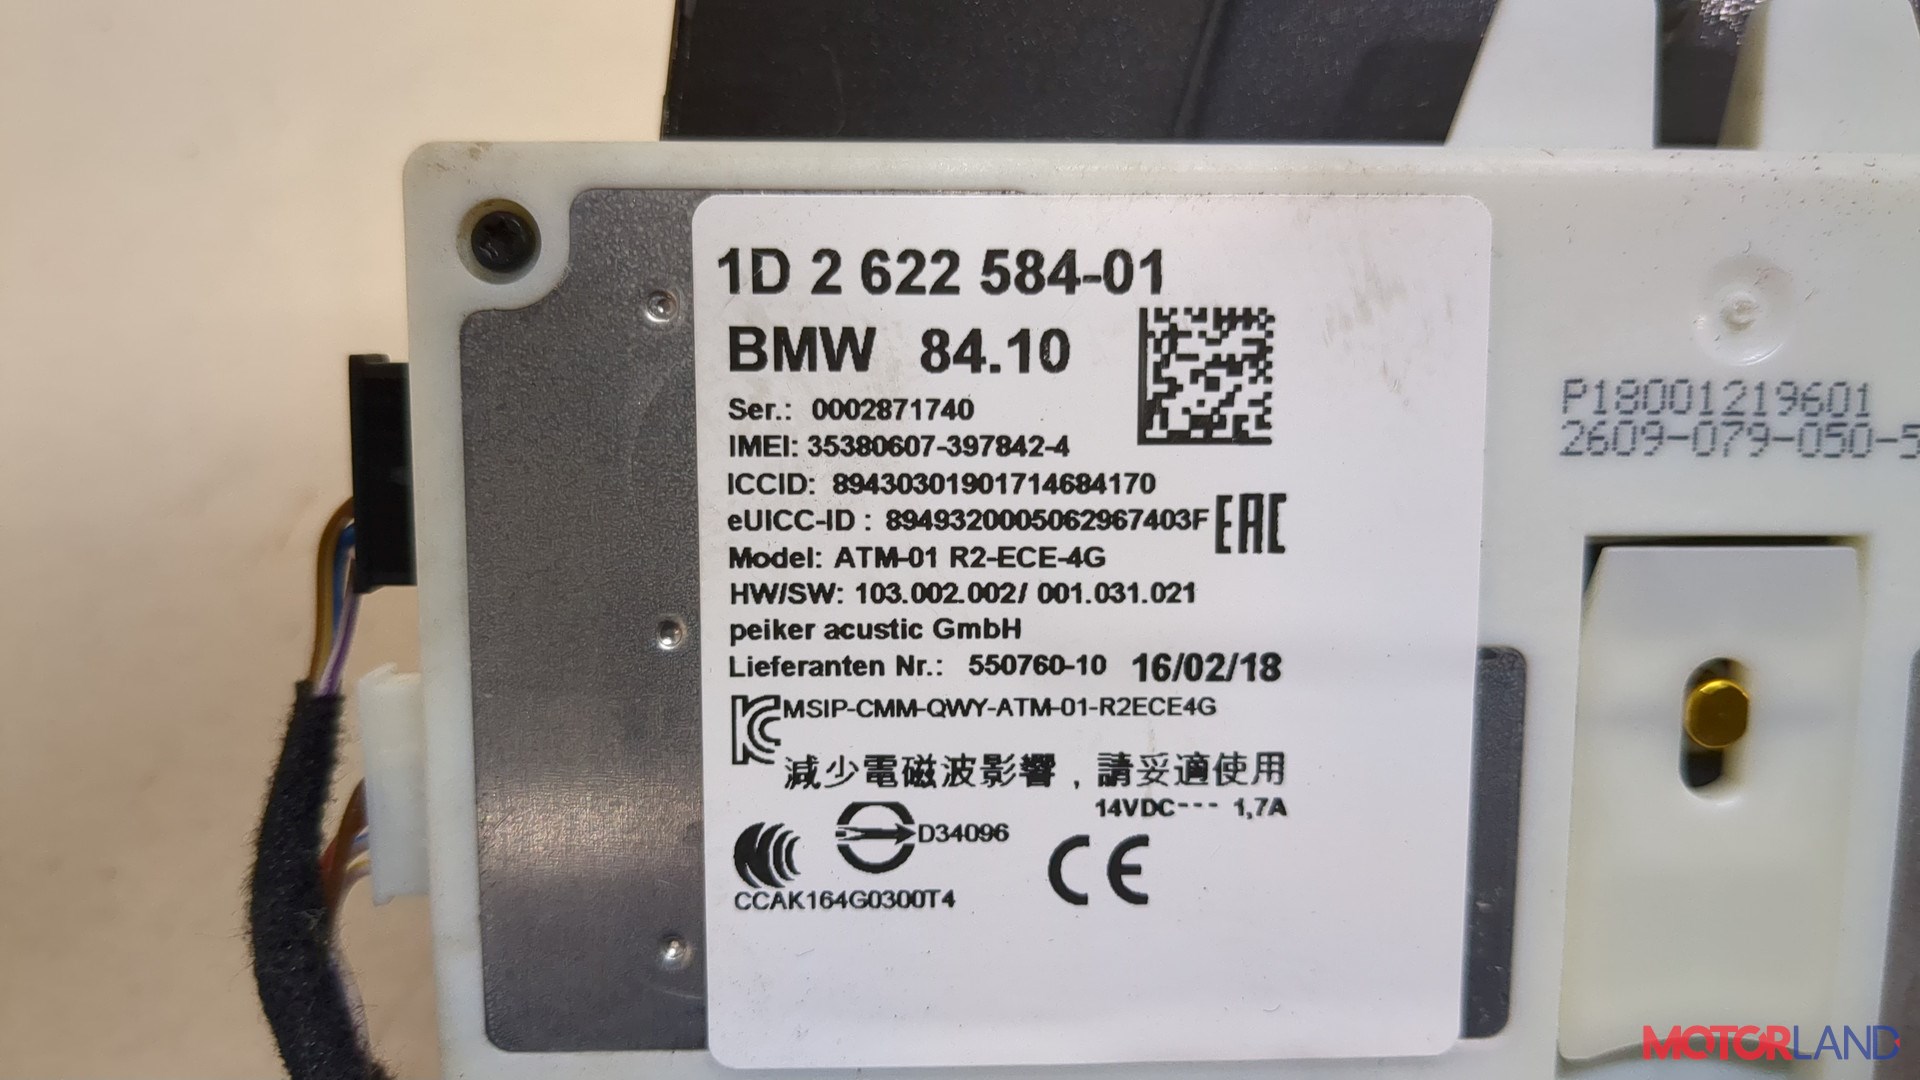 1D 2 622 584-01
BMW 84.10
Ser.: 0002871740
IMEI: 35380607-397842-4
ICCID: 89430301901714684170
eUICC-ID : 8949320005062967403F
EAC
Model: ATM-01 R2-ECE-4G
HW/SW: 103.002.002/ 001.031.021
peiker acustic GmbH
Lieferanten Nr.: 550760-10 16/02/18
MSIP-CMM-QWY-ATM-01-R2ECE4G
減少電磁波影響，請妥適使用
14VDC--- 1,7A
D34096
CE
CCAK164G0300T4
P18001219601
2609-079-050-5
MOTORLAND